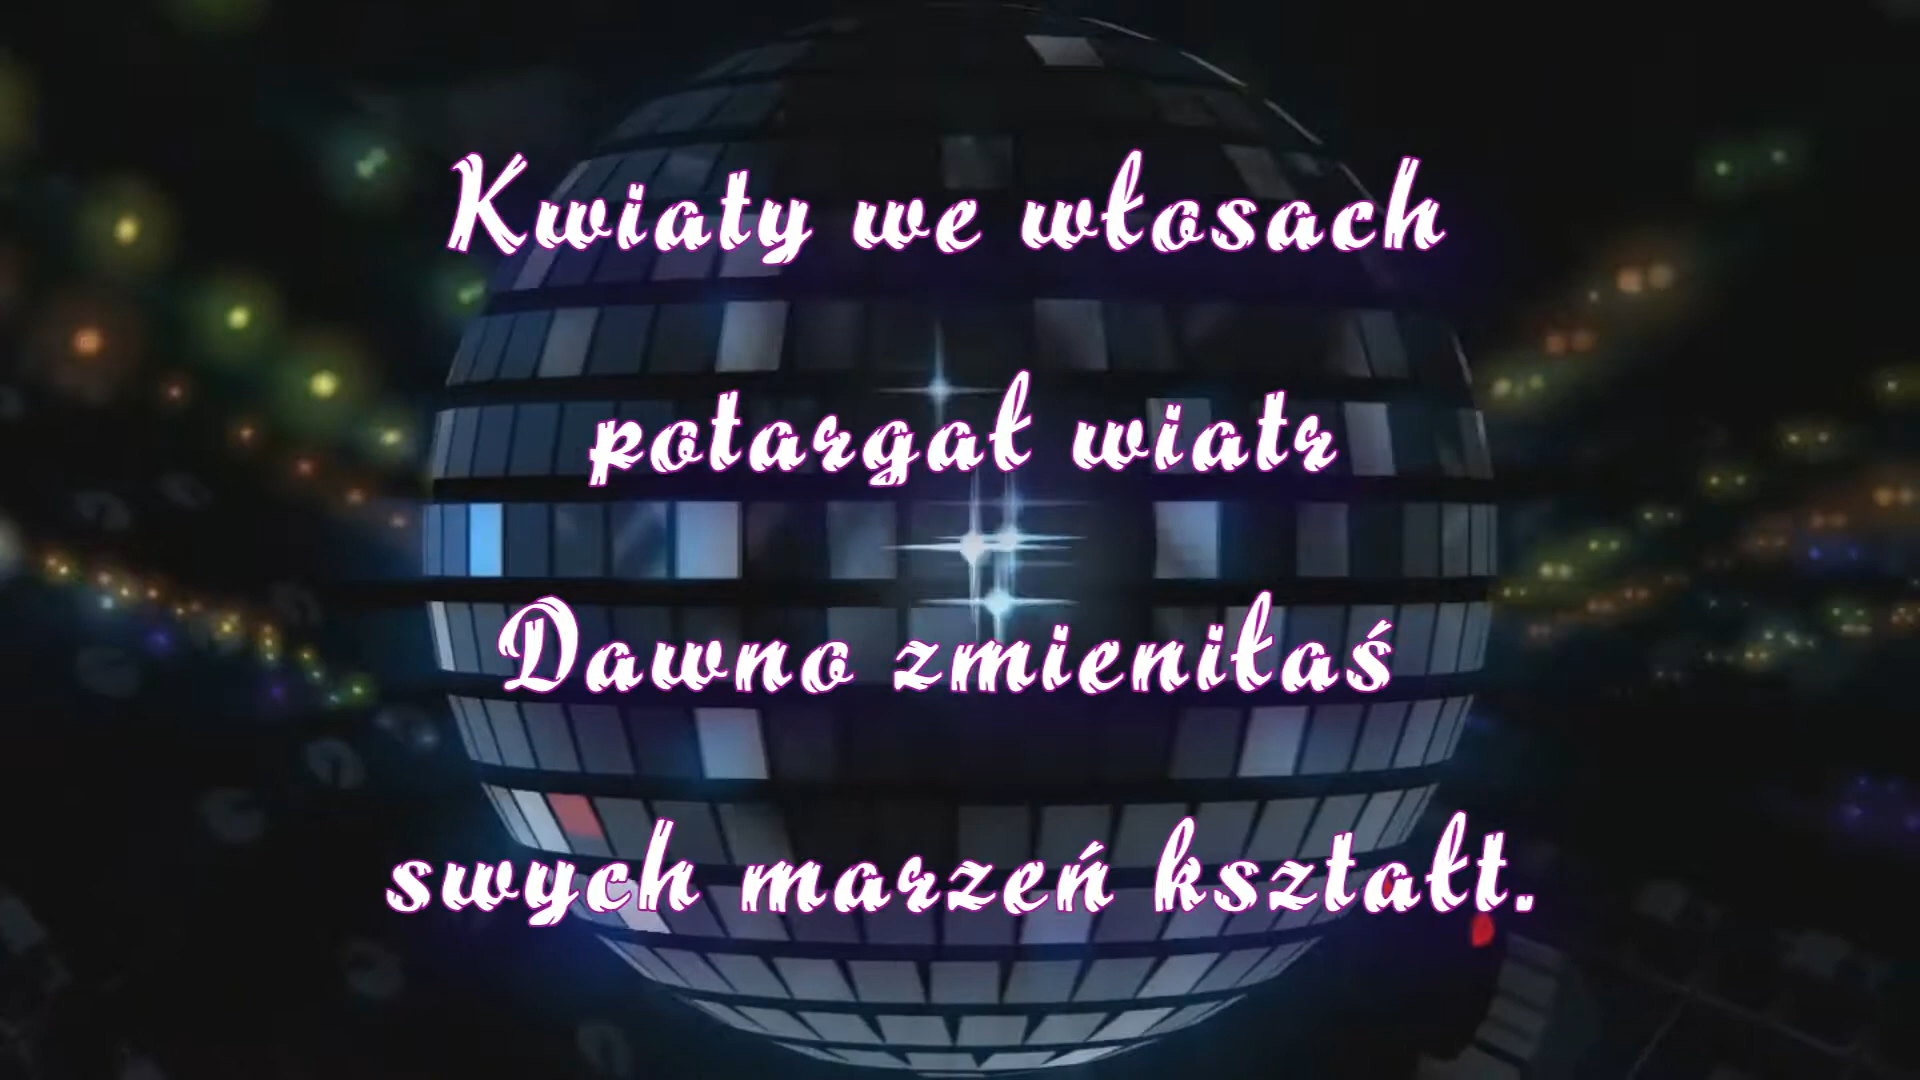 Kwiaty we włosach
potargał wiatr
Dawno zmieniłaś
swych marzeń kształt.